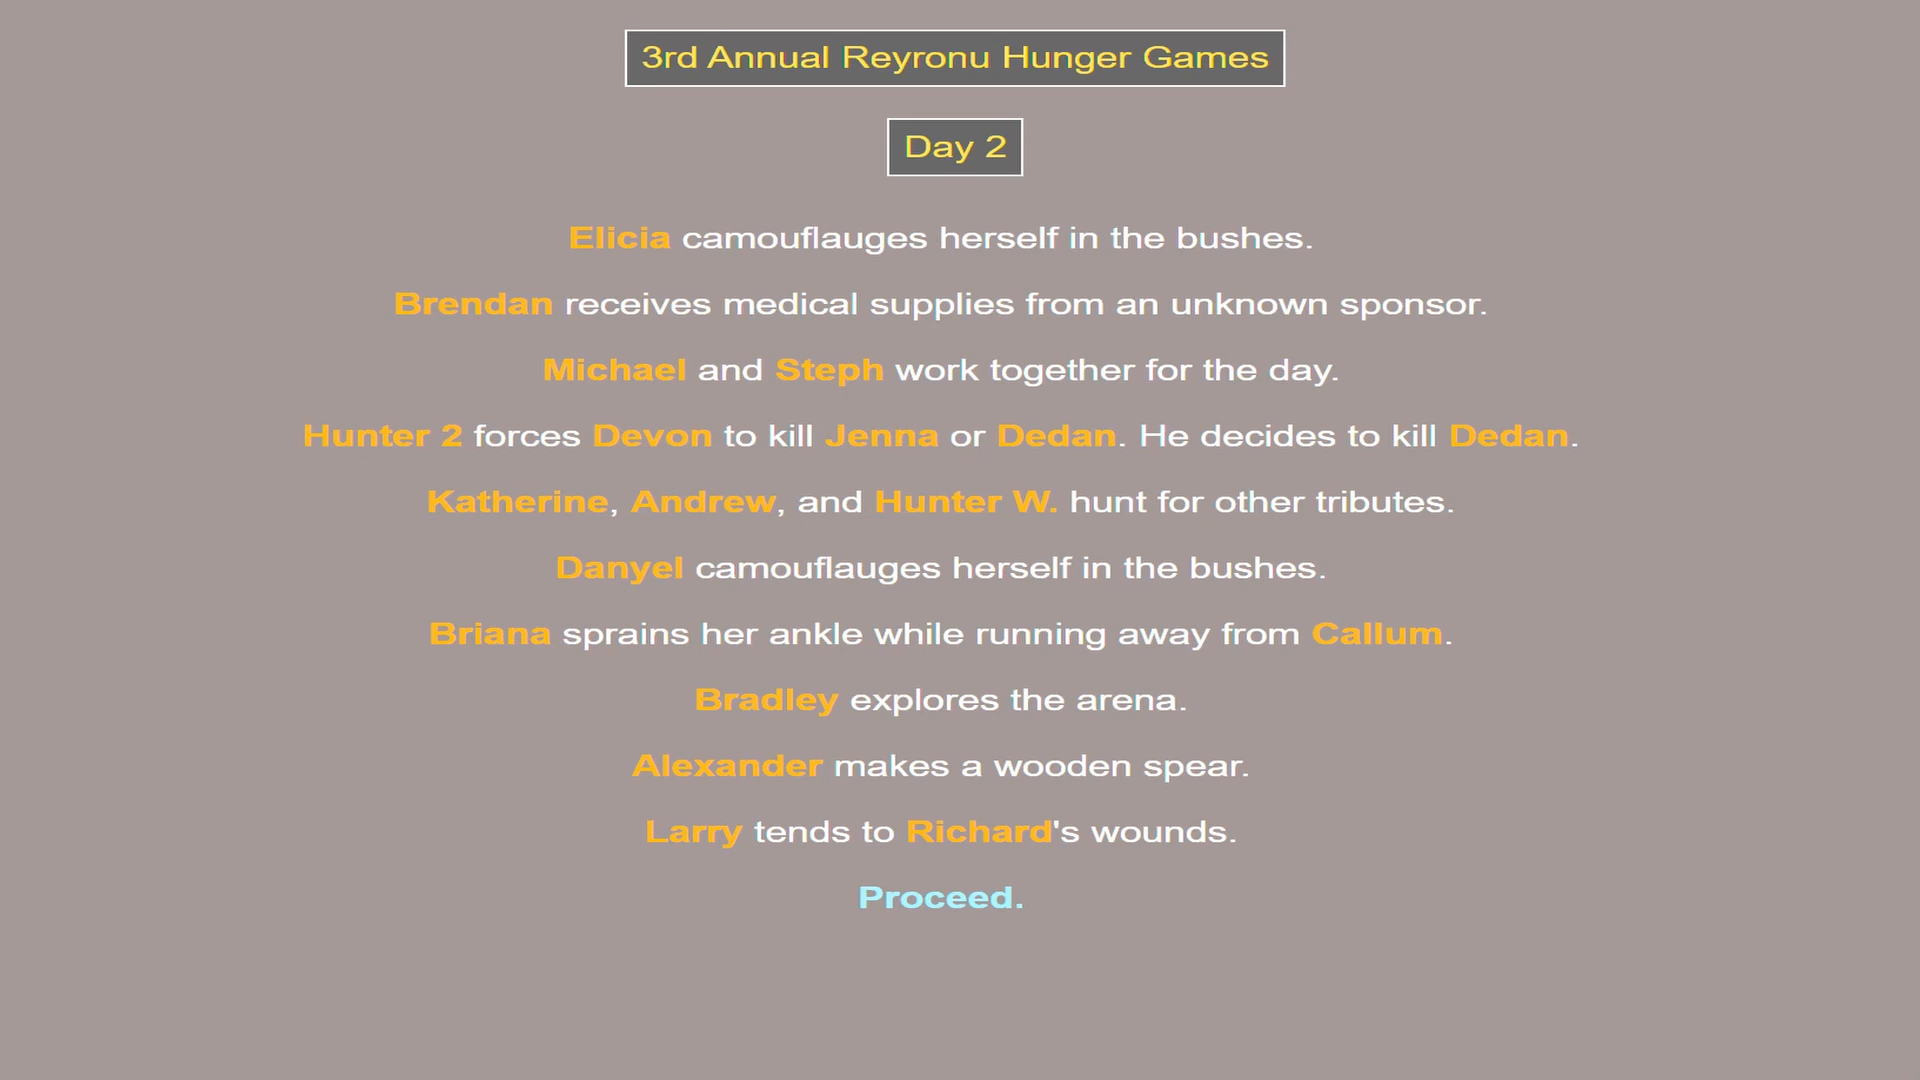 3rd Annual Reyronu Hunger Games
Day 2
Elicia camouflauges herself in the bushes.
Brendan receives medical supplies from an unknown sponsor.
Michael and Steph work together for the day.
Hunter 2 forces Devon to kill Jenna or Dedan. He decides to kill Dedan.
Katherine, Andrew, and Hunter W. hunt for other tributes.
Danyel camouflauges herself in the bushes.
Briana sprains her ankle while running away from Callum.
Bradley explores the arena.
Alexander makes a wooden spear.
Larry tends to Richard's wounds.
Proceed.